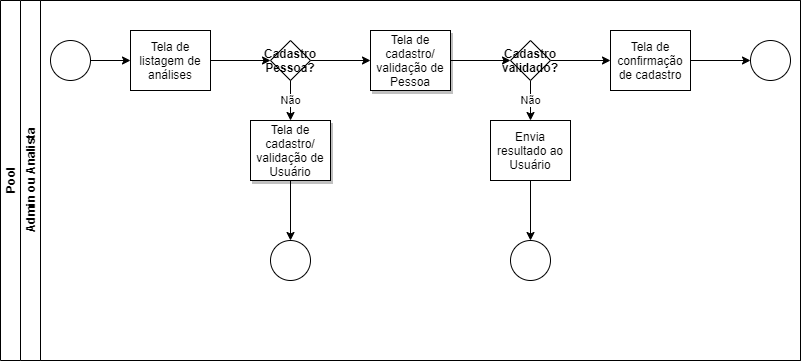 Pool
Admin ou Analista
Tela de
listagem de
análises
Cadastro
Pessoa?
Tela de
cadastro/
validação de
Pessoa
Cadastro
validado?
Tela de
confirmação
de cadastro
Não
Tela de
cadastro/
validação de
Usuário
Não
Envia
resultado ao
Usuário